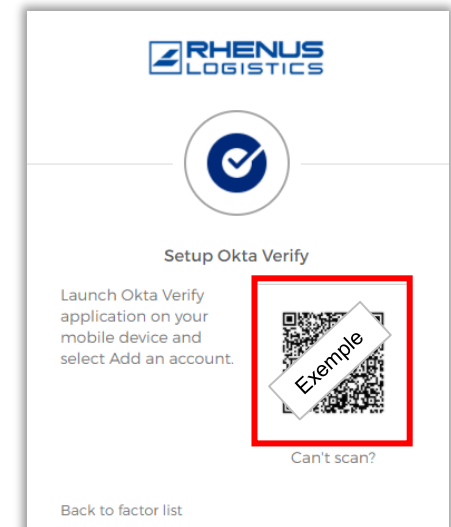 RHENUS
LOGISTICS
Setup Okta Verify
Launch Okta Verify
application on your
mobile device and
select Add an account.
Exemple
Can't scan?
Back to factor list